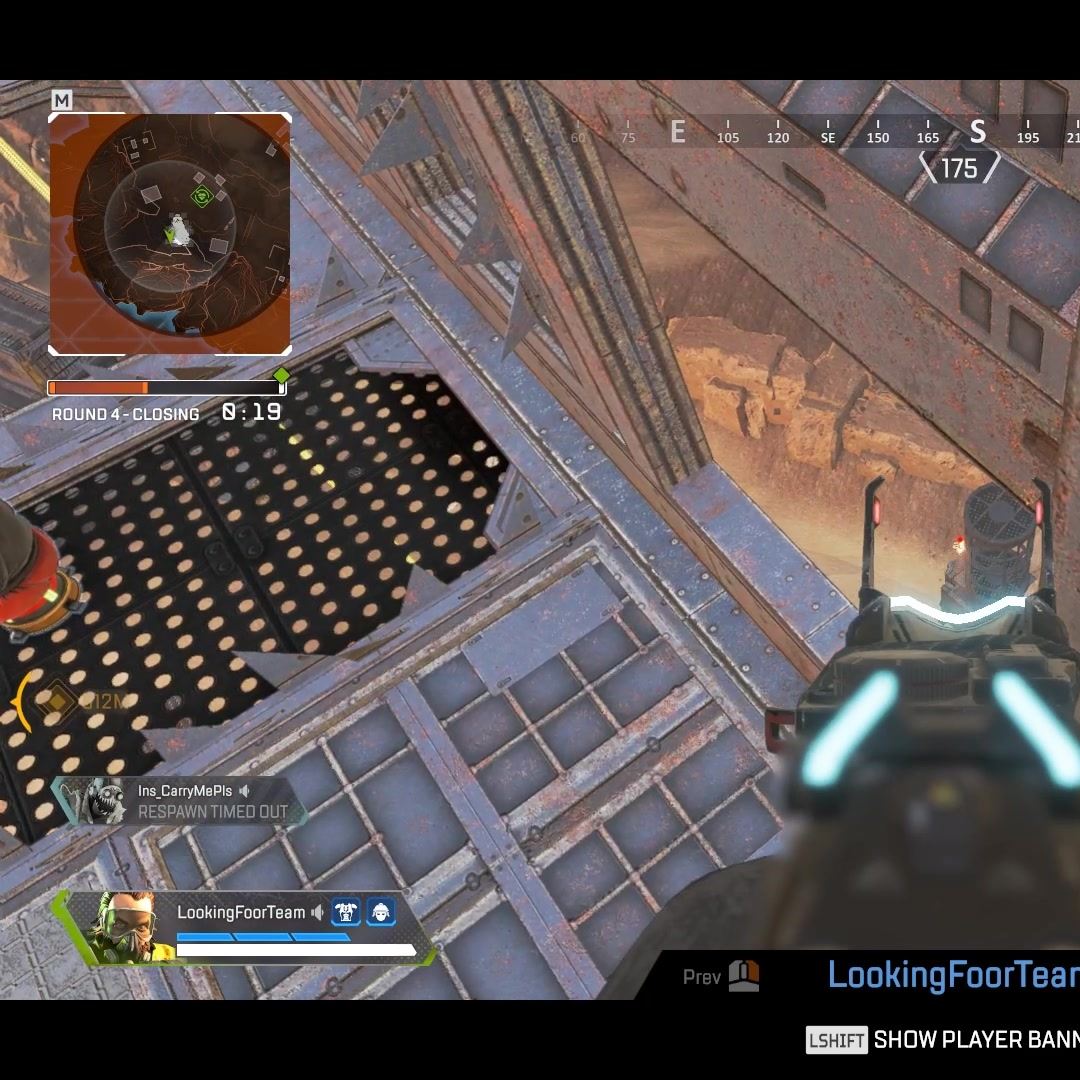 M
60 75 E 105 120 SE 150 165 S 195
175
ROUND 4 - CLOSING 0:19
Ins_CarryMePls
RESPAWN TIMED OUT
LookingFoorTeam
Prev
LookingFoorTeam
LSHIFT SHOW PLAYER BANN